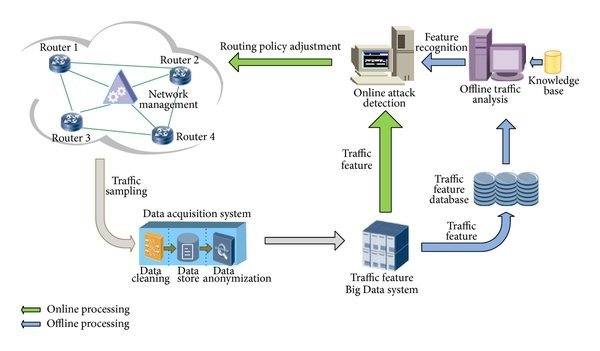 Router 1
Router 2
Network
management
Router 3
Router 4
Routing policy adjustment
Online attack
detection
Feature
recognition
Offline traffic
analysis
Knowledge
base
Traffic
sampling
Traffic
feature
Traffic
feature
database
Traffic
feature
Data acquisition system
Data
cleaning
Data
store
Data
anonymization
Traffic feature
Big Data system
Online processing
Offline processing